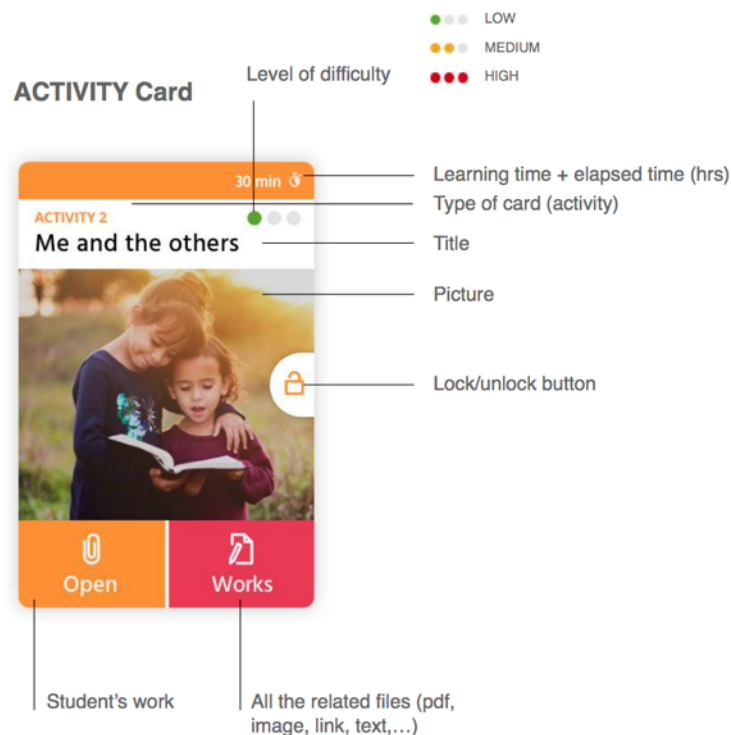 LOW
MEDIUM
HIGH
Level of difficulty
ACTIVITY Card
30 min
Learning time + elapsed time (hrs)
Type of card (activity)
ACTIVITY 2
Me and the others
Title
Picture
Lock/unlock button
Open
Works
Student's work
All the related files (pdf,
image, link, text,...)